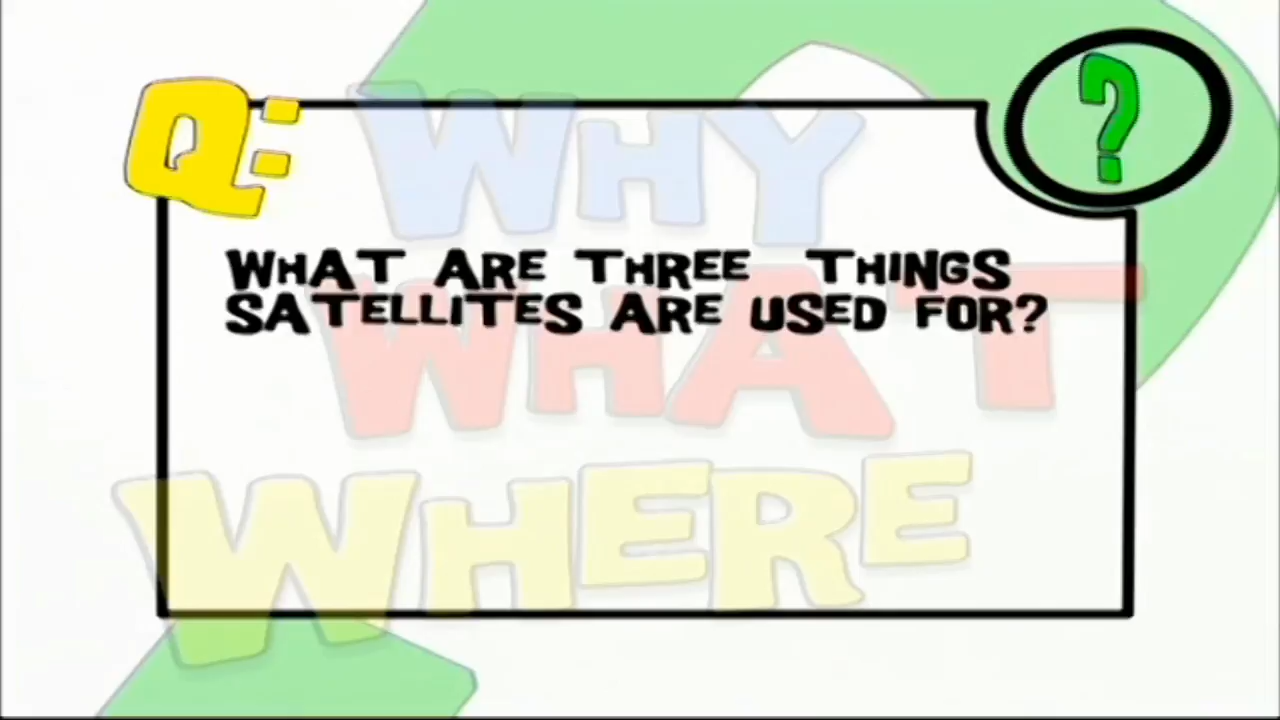 Q:
?
WHAT ARE THREE THINGS
SATELLITES ARE USED FOR?
WHY
WHAT
WHERE